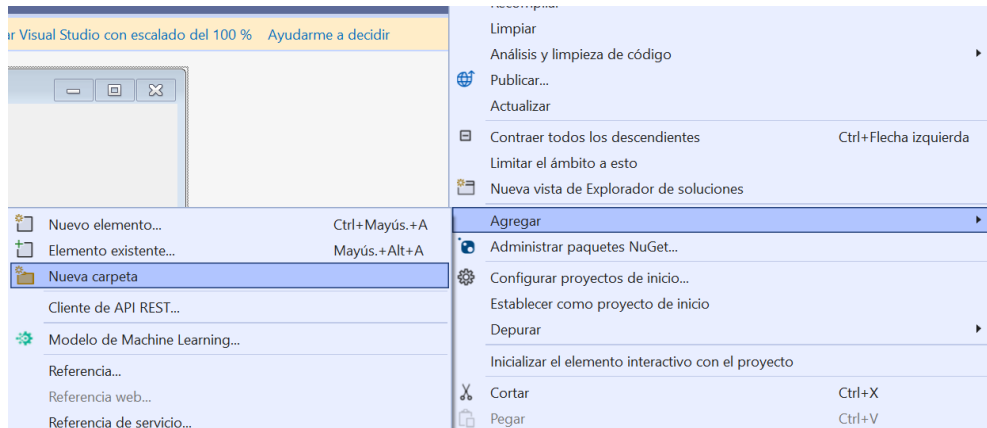 Recompilar
r Visual Studio con escalado del 100 % Ayudarme a decidir
Limpiar
Análisis y limpieza de código
Publicar...
Actualizar
Contraer todos los descendientes Ctrl+Flecha izquierda
Limitar el ámbito a esto
Nueva vista de Explorador de soluciones
Agregar
Administrar paquetes NuGet...
Configurar proyectos de inicio...
Establecer como proyecto de inicio
Depurar
Inicializar el elemento interactivo con el proyecto
Cortar Ctrl+X
Pegar Ctrl+V
Nuevo elemento... Ctrl+Mayús.+A
Elemento existente... Mayús.+Alt+A
Nueva carpeta
Cliente de API REST...
Modelo de Machine Learning...
Referencia...
Referencia web...
Referencia de servicio...